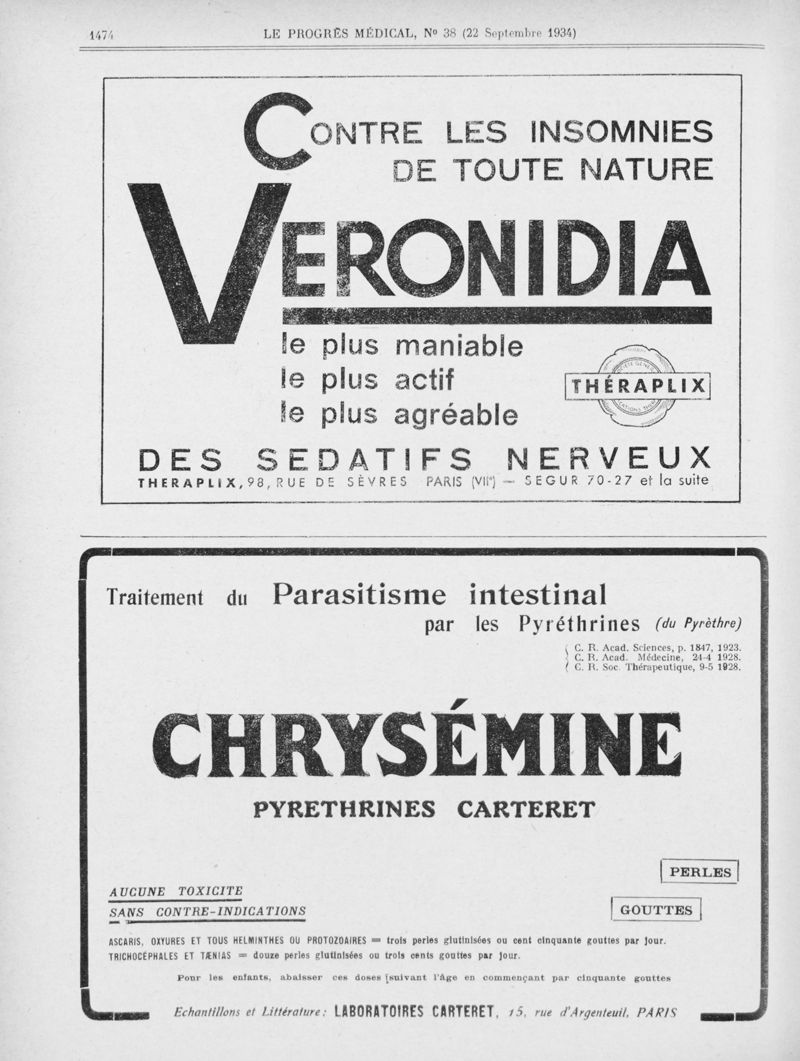 1474
LE PROGRÈS MÉDICAL, Nº 38 (22 Septembre 1934)
CONTRE LES INSOMNIES
DE TOUTE NATURE
VERONIDIA
le plus maniable
le plus actif
le plus agréable
THÉRAPLIX
DES SEDATIFS NERVEUX
THERAPLIX, 98, RUE DE SÈVRES PARIS (VIIe) — SEGUR 70-27 et la suite
Traitement du Parasitisme intestinal
par les Pyréthrines (du Pyrèthre)
C. R. Acad. Sciences, p. 1847, 1923.
C. R. Acad. Médecine, 24-4 1928.
C. R. Soc. Thérapeutique, 9-5 1928.
CHRYSÉMINE
PYRETHRINES CARTERET
PERLES
AUCUNE TOXICITE
SANS CONTRE-INDICATIONS
GOUTTES
ASCARIS, OXYURES ET TOUS HELMINTHES OU PROTOZOAIRES = trois perles glutinisées ou cent cinquante gouttes par jour.
TRICHOCÉPHALES ET TÆNIAS = douze perles glutinisées ou trois cents gouttes par jour.
Pour les enfants, abaisser ces doses [suivant l'âge en commençant par cinquante gouttes
Echantillons et Littérature : LABORATOIRES CARTERET, 15, rue d'Argenteuil, PARIS